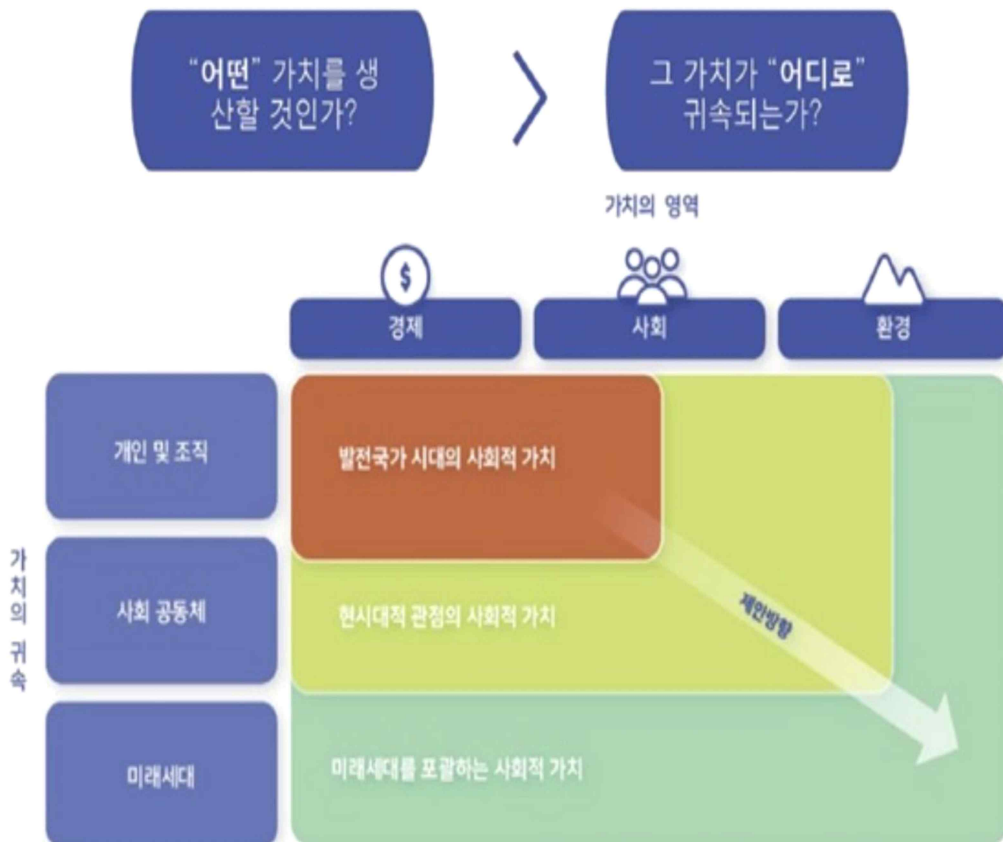 “어떤” 가치를 생
산할 것인가?
그 가치가 “어디로”
귀속되는가?
가치의 영역
$
경제
사회
환경
가치의 귀속
개인 및 조직
발전국가 시대의 사회적 가치
사회 공동체
현시대적 관점의 사회적 가치
제안방향
미래세대
미래세대를 포괄하는 사회적 가치